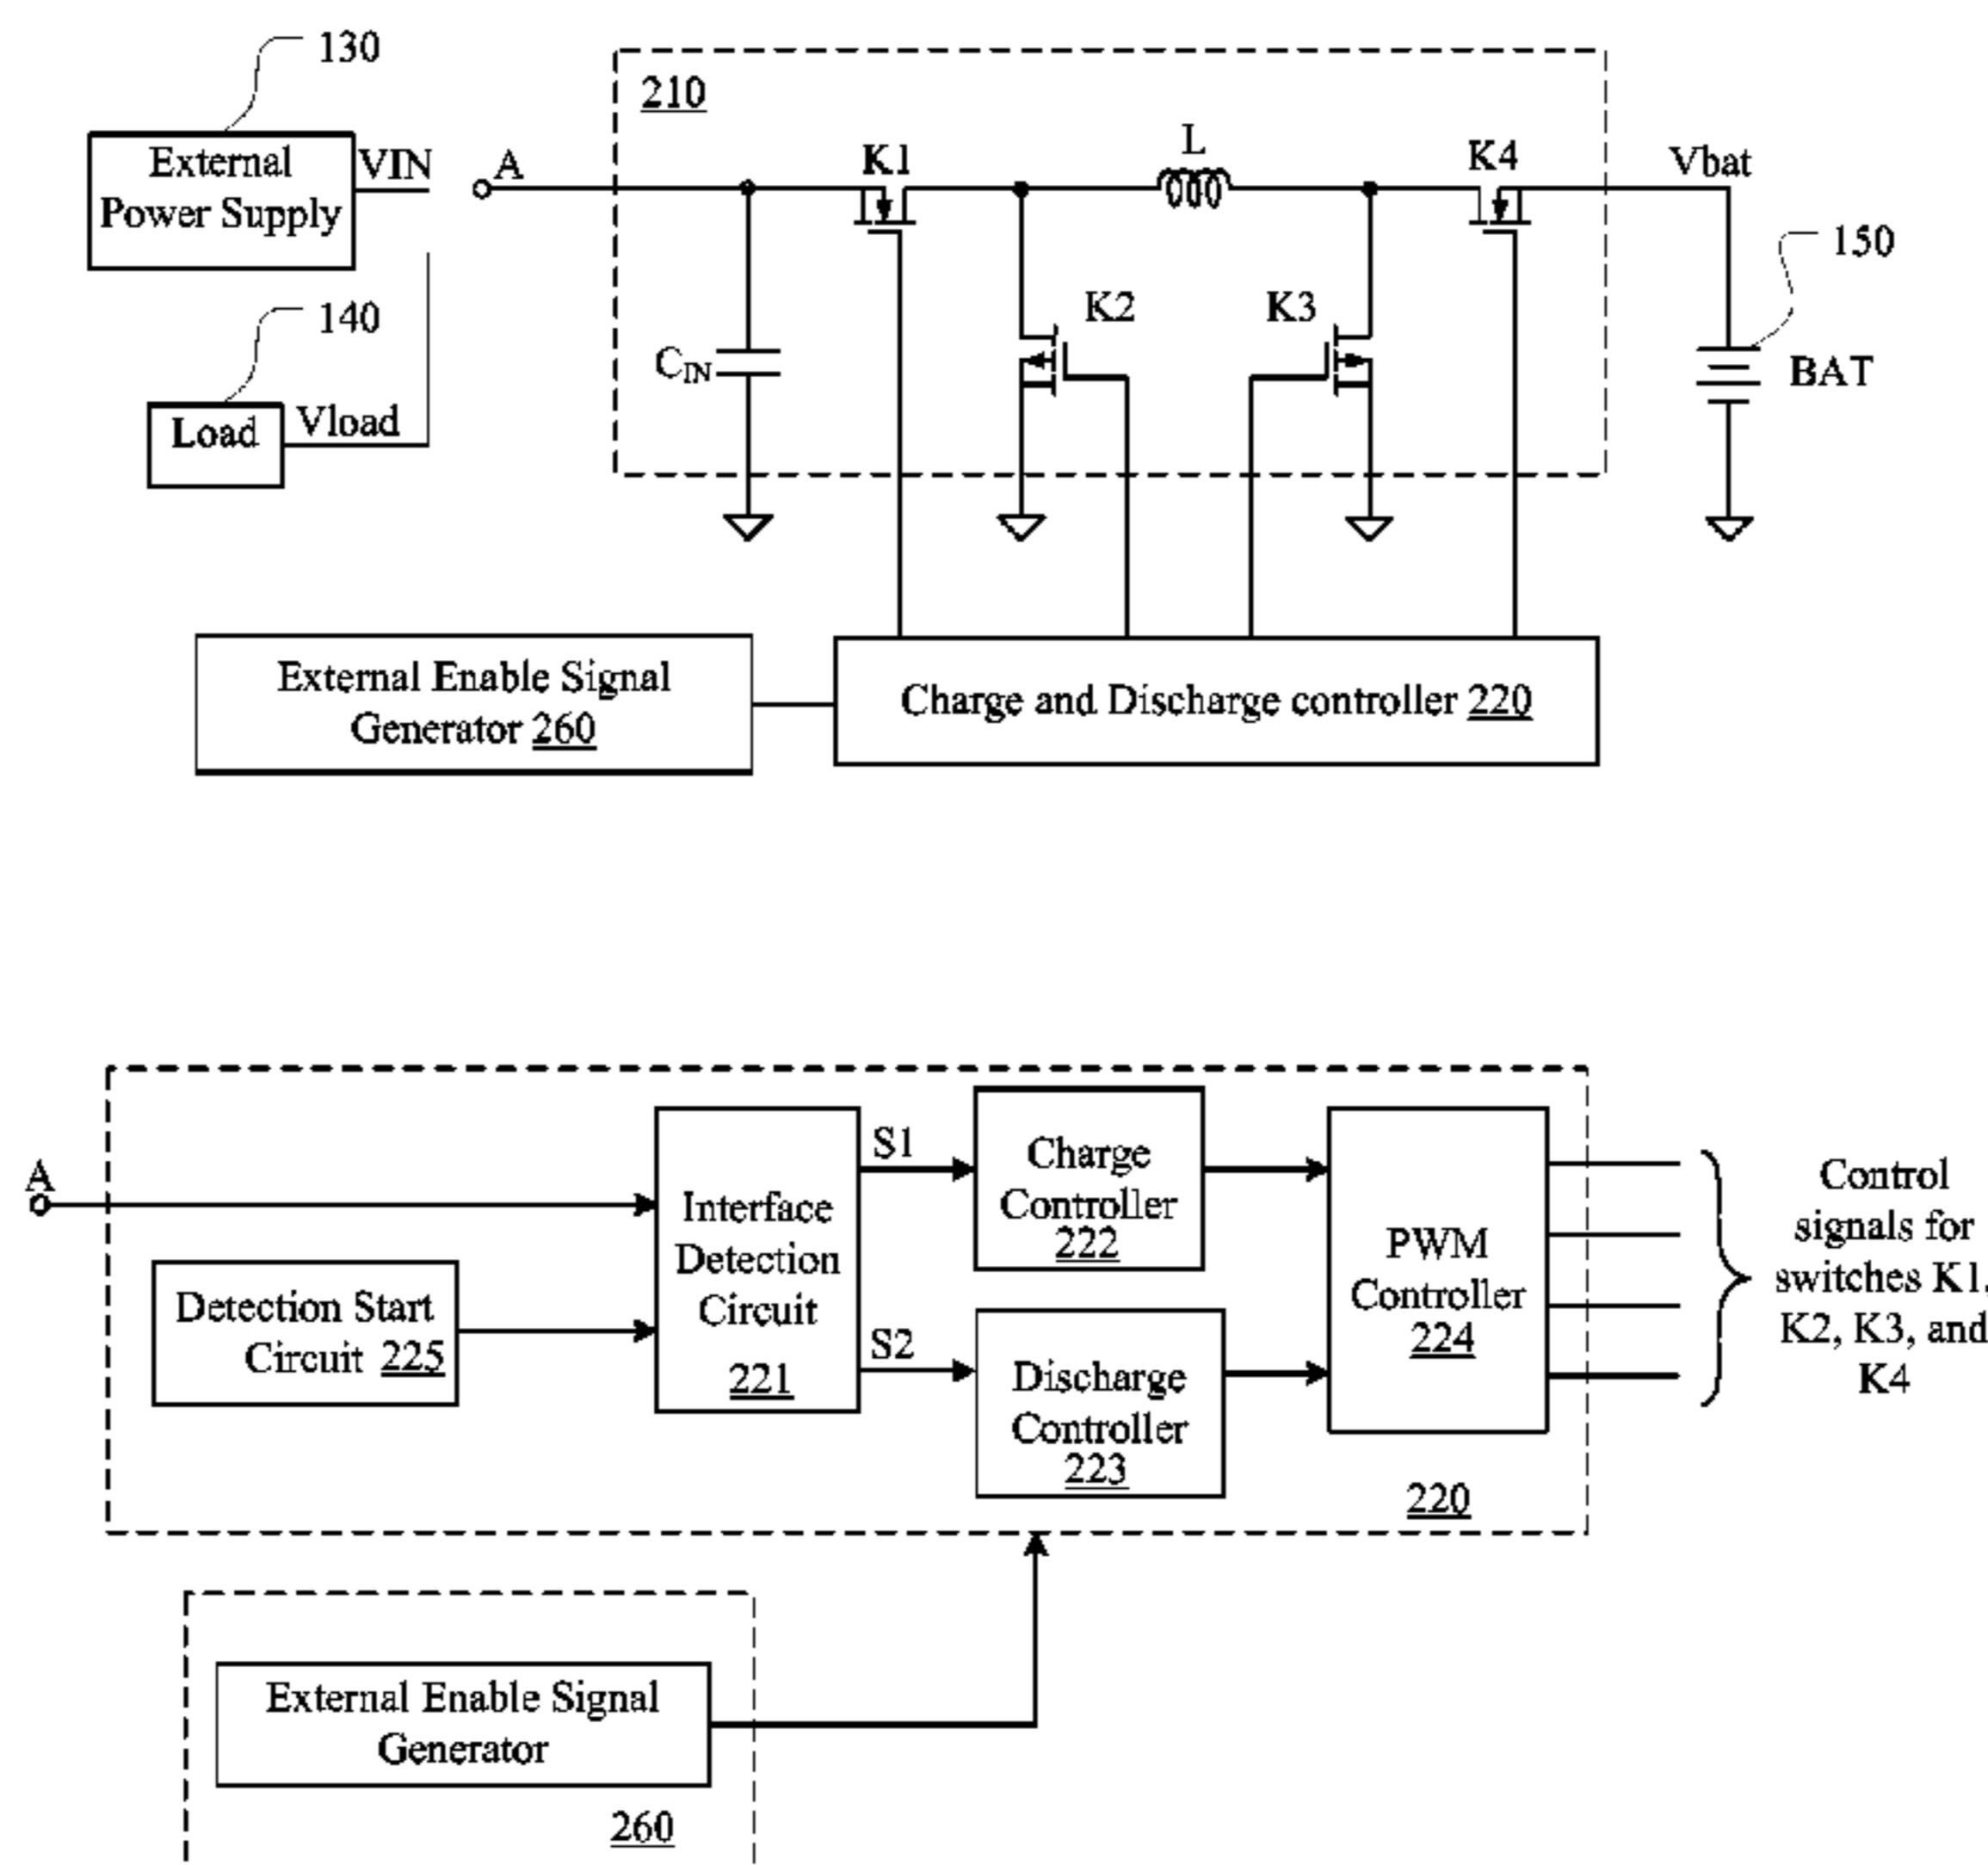 130
210
External
Power Supply
VIN
A
K1
L
K4
Vbat
150
140
K2
K3
CIN
BAT
Load
Vload
External Enable Signal
Generator 260
Charge and Discharge controller 220
A
Detection Start
Circuit 225
Interface
Detection
Circuit
221
S1
S2
Charge
Controller
222
Discharge
Controller
223
PWM
Controller
224
Control
signals for
switches K1,
K2, K3, and
K4
220
External Enable Signal
Generator
260